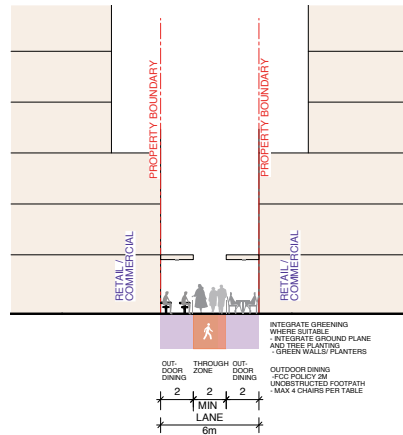 PROPERTY BOUNDARY
PROPERTY BOUNDARY
RETAIL /
COMMERCIAL
RETAIL /
COMMERCIAL
INTEGRATE GREENING
WHERE SUITABLE
- INTEGRATE GROUND PLANE
AND TREE PLANTING
- GREEN WALLS/ PLANTERS
OUT-
DOOR
DINING
THROUGH
ZONE
OUT-
DOOR
DINING
OUTDOOR DINING
-FCC POLICY 2M
UNOBSTRUCTED FOOTPATH
- MAX 4 CHAIRS PER TABLE
2
2
2
MIN
LANE
6m